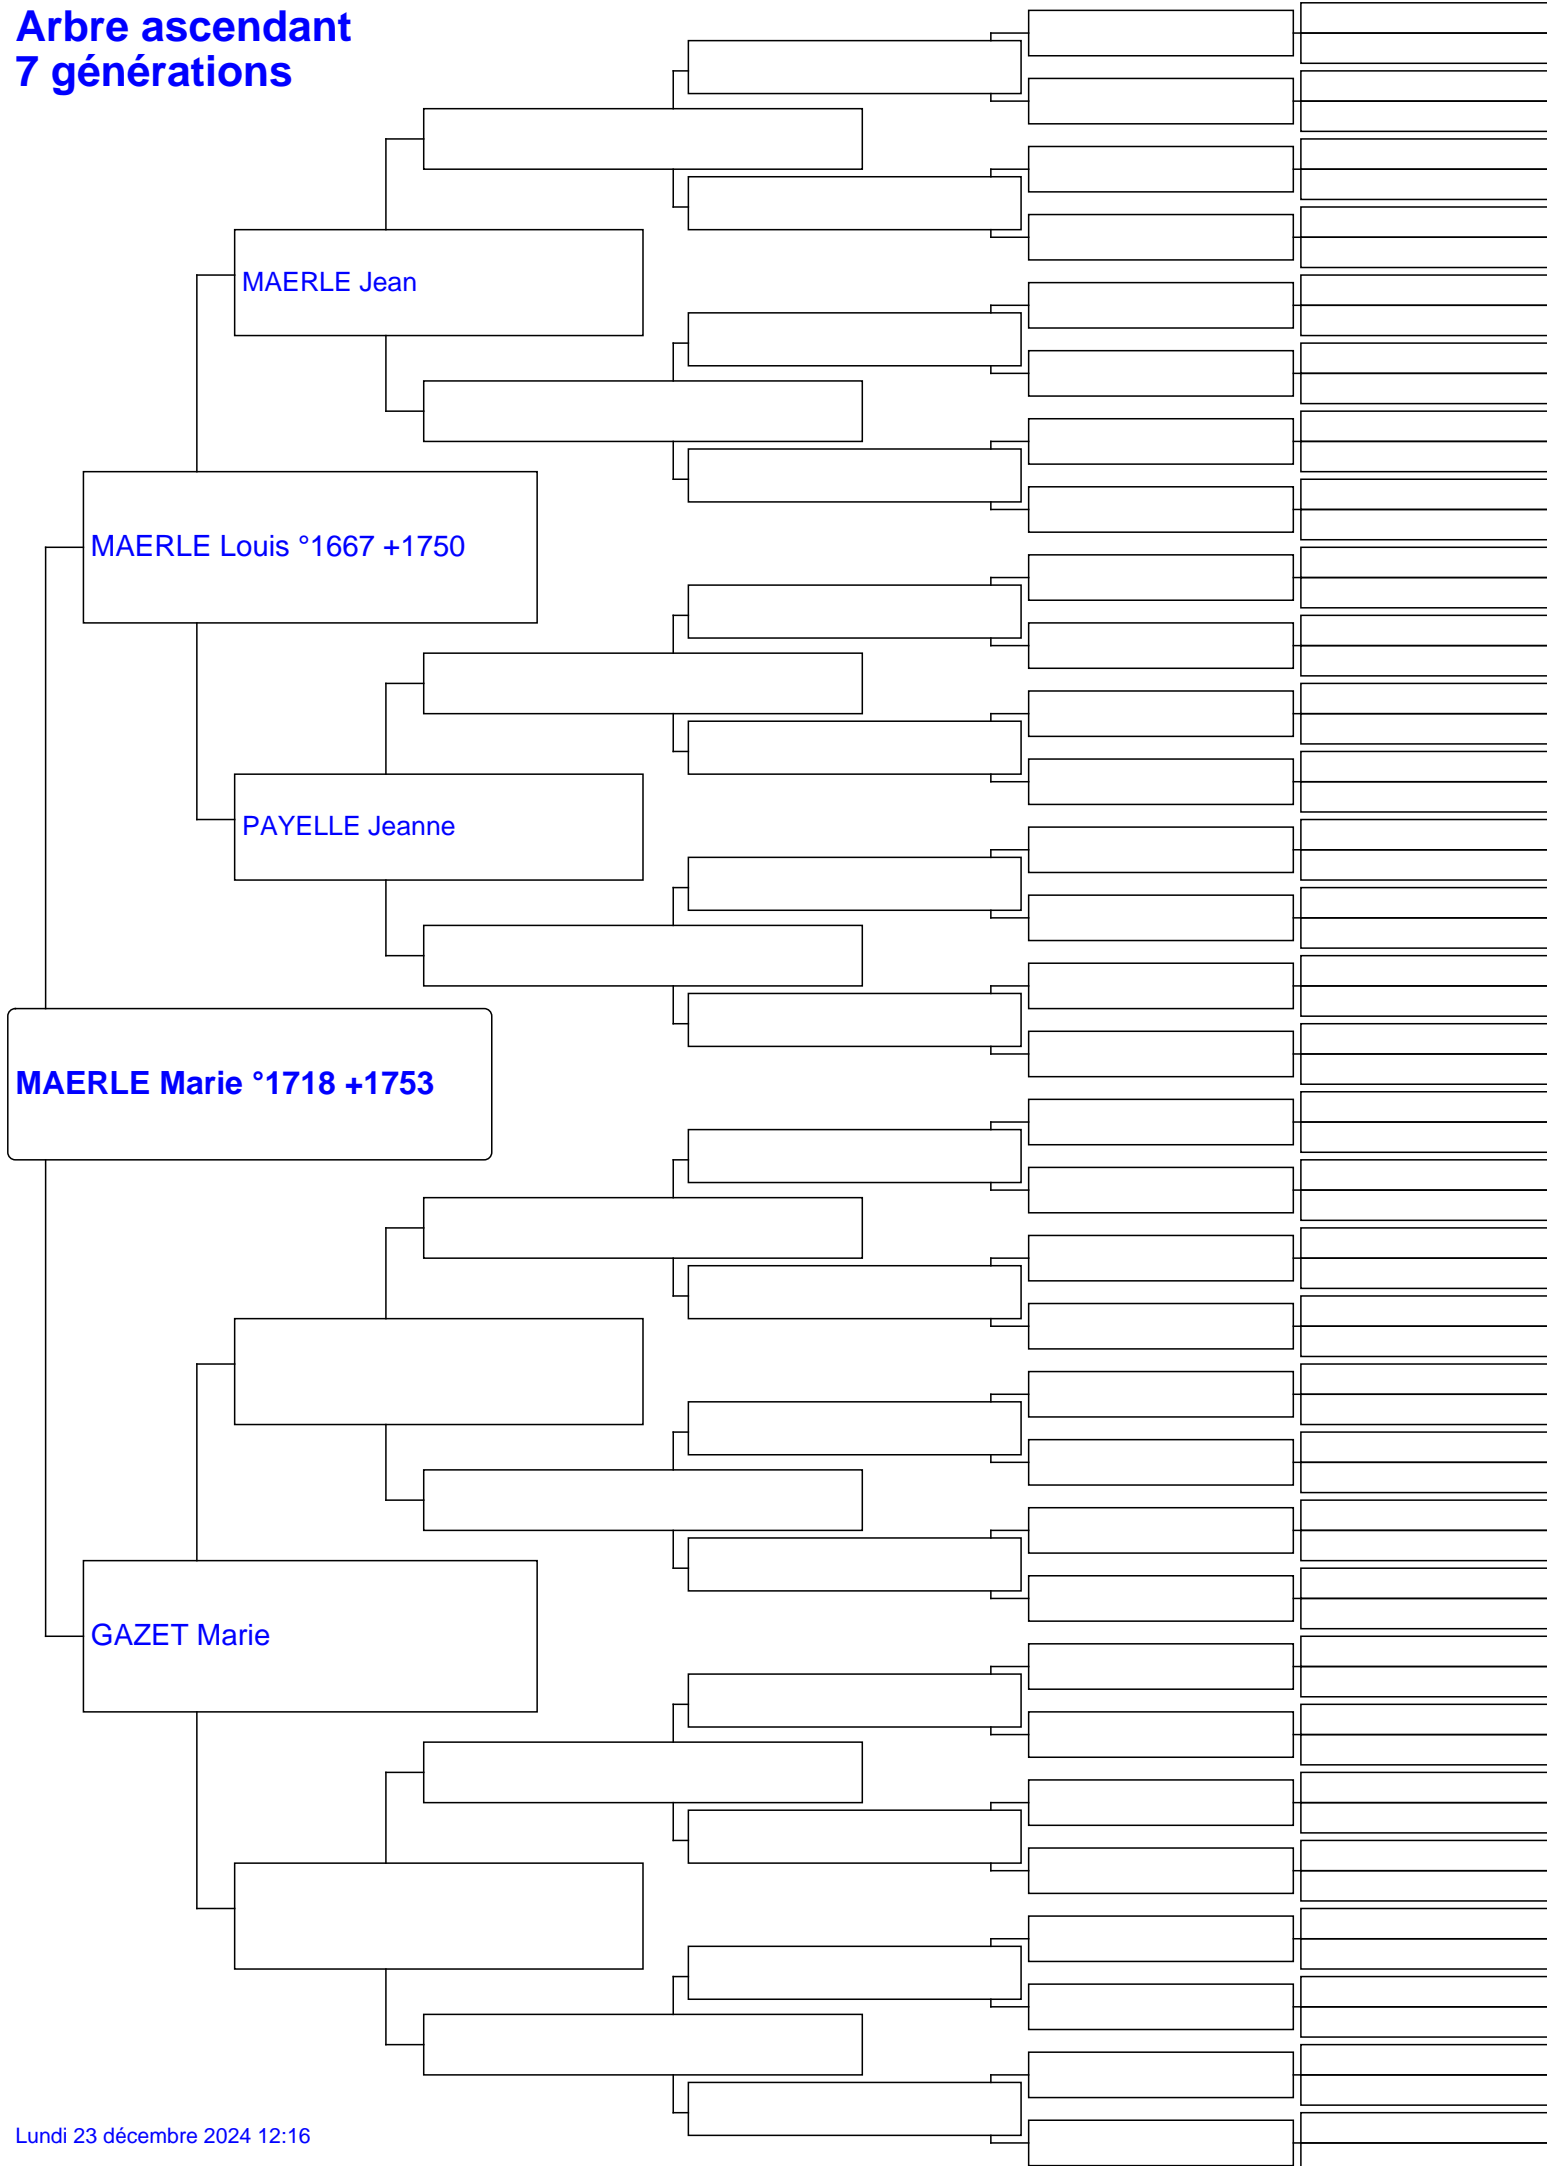 Arbre ascendant
7 générations
MAERLE Jean
MAERLE Louis °1667 +1750
PAYELLE Jeanne
MAERLE Marie °1718 +1753
GAZET Marie
Lundi 23 décembre 2024 12:16